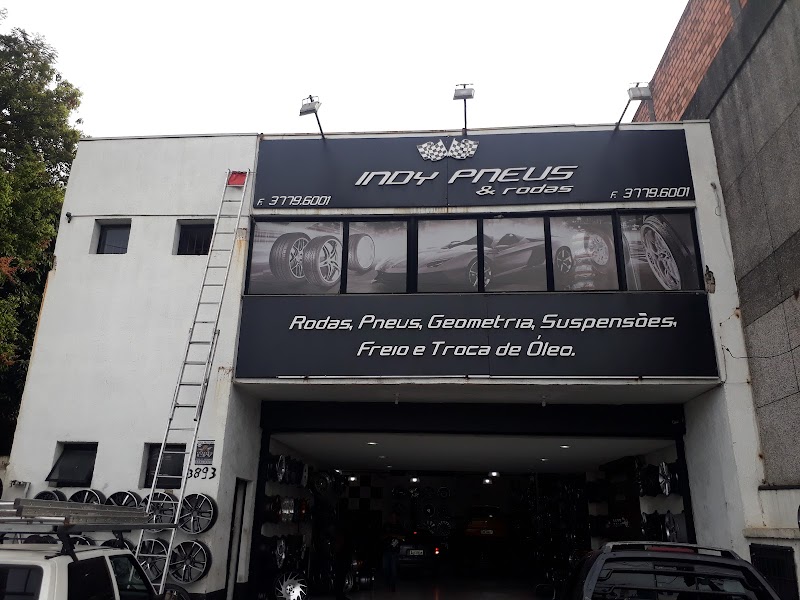 INDY PNEUS
& rodas
F. 3779.6001
F. 3779.6001
Rodas, Pneus, Geometria, Suspensões,
Freio e Troca de Óleo.
3893